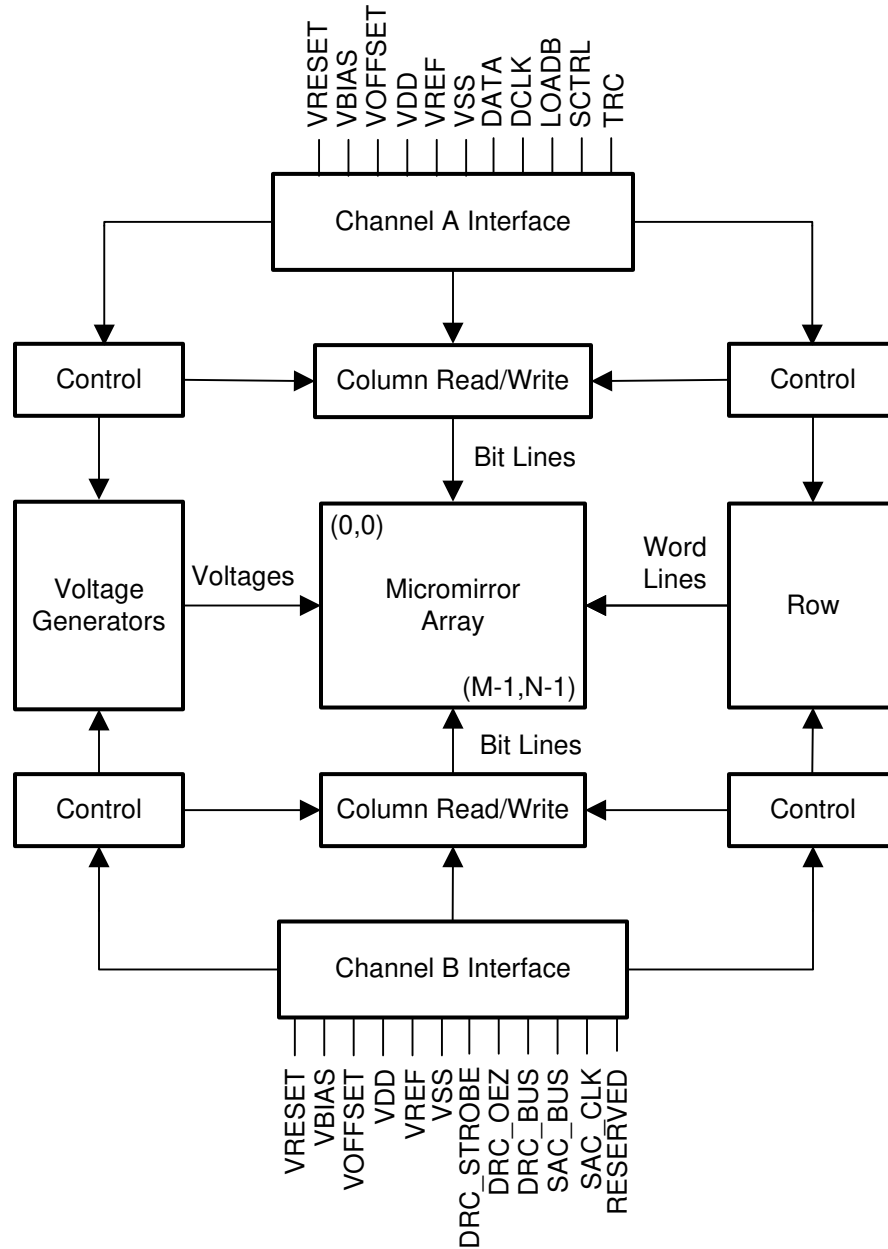 VRESET
VBIAS
VOFFSET
VDD
VREF
VSS
DATA
DCLK
LOADB
SCTRL
TRC
Channel A Interface
Control
Column Read/Write
Control
Bit Lines
(0,0)
Voltage
Generators
Voltages
Micromirror
Array
Word
Lines
Row
(M-1,N-1)
Bit Lines
Control
Column Read/Write
Control
Channel B Interface
VRESET
VBIAS
VOFFSET
VDD
VREF
VSS
DRC_STROBE
DRC_OEZ
DRC_BUS
SAC_BUS
SAC_CLK
RESERVED